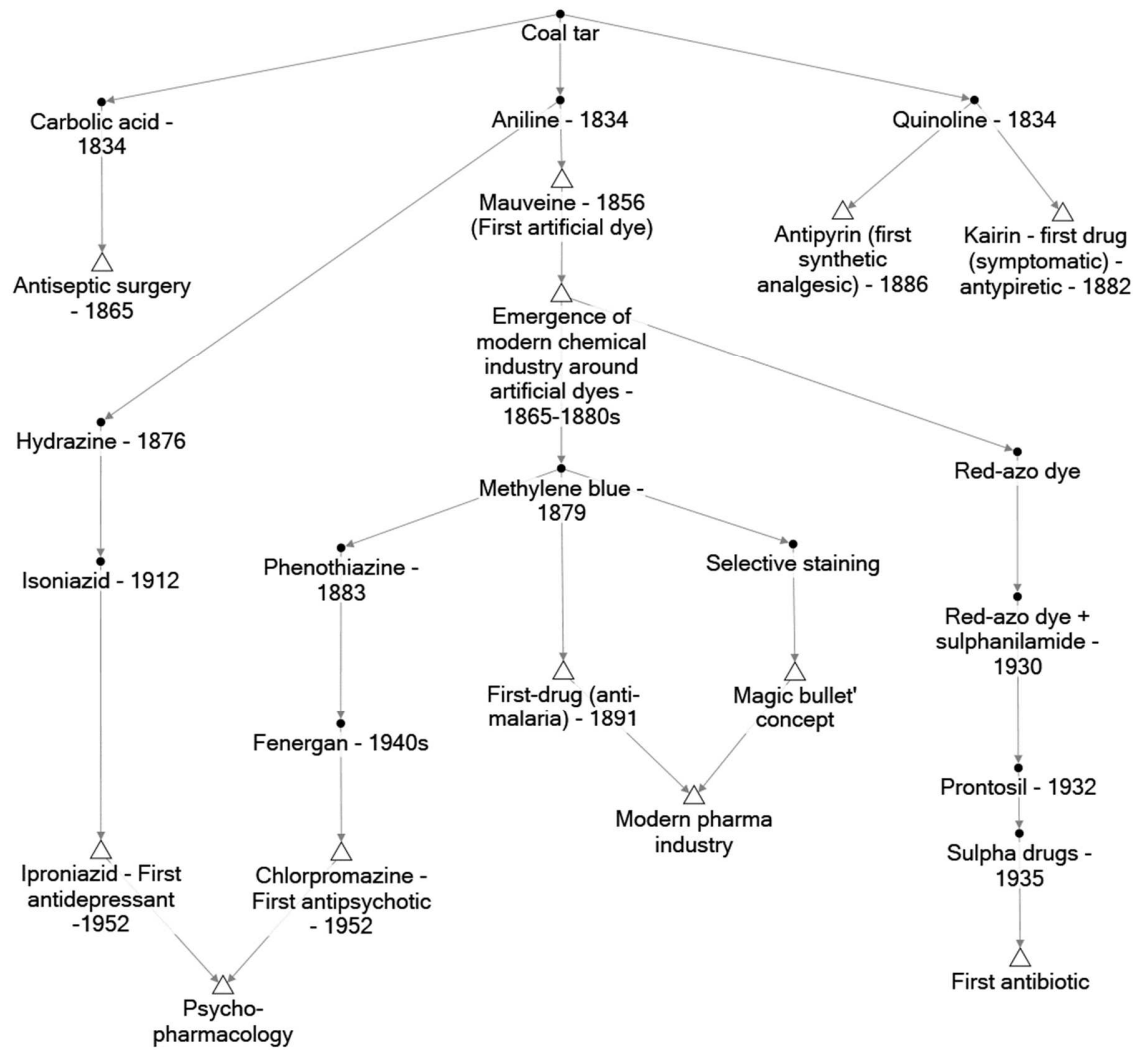 Coal tar
Carbolic acid -
1834
Aniline - 1834
Quinoline - 1834
Mauveine - 1856
(First artificial dye)
Antipyrin (first
synthetic
analgesic) - 1886
Kairin - first drug
(symptomatic) -
antypiretic - 1882
Antiseptic surgery
- 1865
Emergence of
modern chemical
industry around
artificial dyes -
1865-1880s
Hydrazine - 1876
Red-azo dye
Methylene blue -
1879
Isoniazid - 1912
Phenothiazine -
1883
Selective staining
Red-azo dye +
sulphanilamide -
1930
First-drug (anti-
malaria) - 1891
Magic bullet'
concept
Fenergan - 1940s
Prontosil - 1932
Modern pharma
industry
Sulpha drugs -
1935
Iproniazid - First
antidepressant
-1952
Chlorpromazine -
First antipsychotic
- 1952
First antibiotic
Psycho-
pharmacology